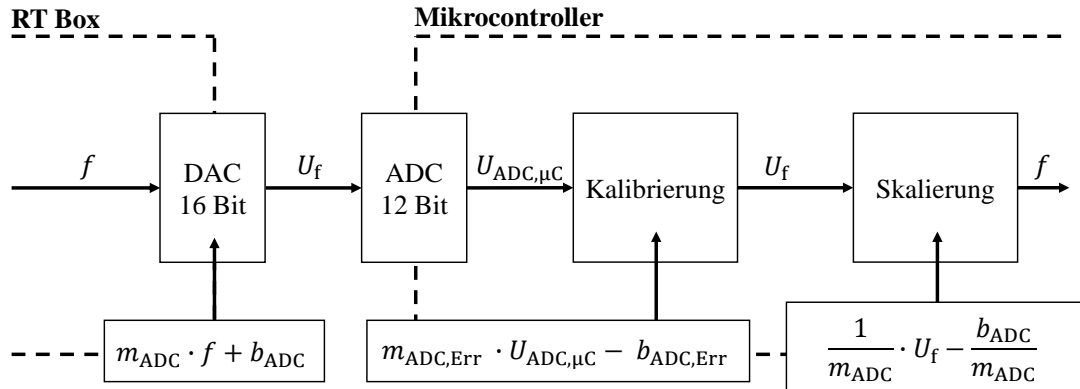 RT Box
Mikrocontroller
f
DAC
16 Bit
U_f
ADC
12 Bit
U_ADC,µC
Kalibrierung
U_f
Skalierung
f
m_ADC · f + b_ADC
m_ADC,Err · U_ADC,µC − b_ADC,Err
1/m_ADC · U_f − b_ADC/m_ADC